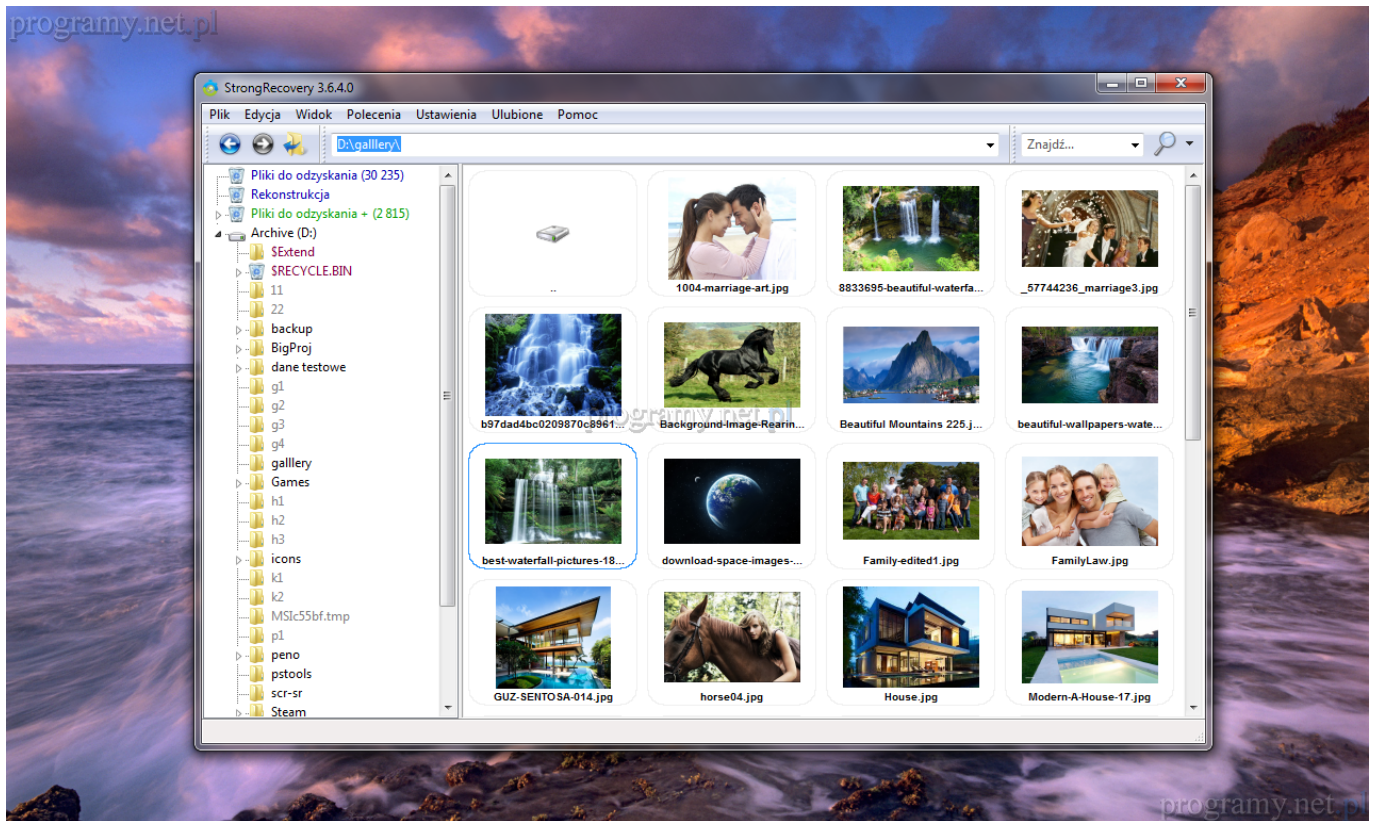 programy.net.pl
StrongRecovery 3.6.4.0
Plik Edycja Widok Polecenia Ustawienia Ulubione Pomoc
D:\galllery\
Znajdź...
Pliki do odzyskania (30 235)
Rekonstrukcja
Pliki do odzyskania + (2 815)
Archive (D:)
$Extend
$RECYCLE.BIN
11
22
backup
BigProj
dane testowe
g1
g2
g3
g4
galllery
Games
h1
h2
h3
icons
k1
k2
MSIc55bf.tmp
p1
peno
pstools
scr-sr
Steam
..
1004-marriage-art.jpg
8833695-beautiful-waterfa...
_57744236_marriage3.jpg
b97dad4bc0209870c8961...
Background-Image-Rearin...
Beautiful Mountains 225.j...
beautiful-wallpapers-wate...
programy.net.pl
best-waterfall-pictures-18...
download-space-images-...
Family-edited1.jpg
FamilyLaw.jpg
GUZ-SENTOSA-014.jpg
horse04.jpg
House.jpg
Modern-A-House-17.jpg
programy.net.pl